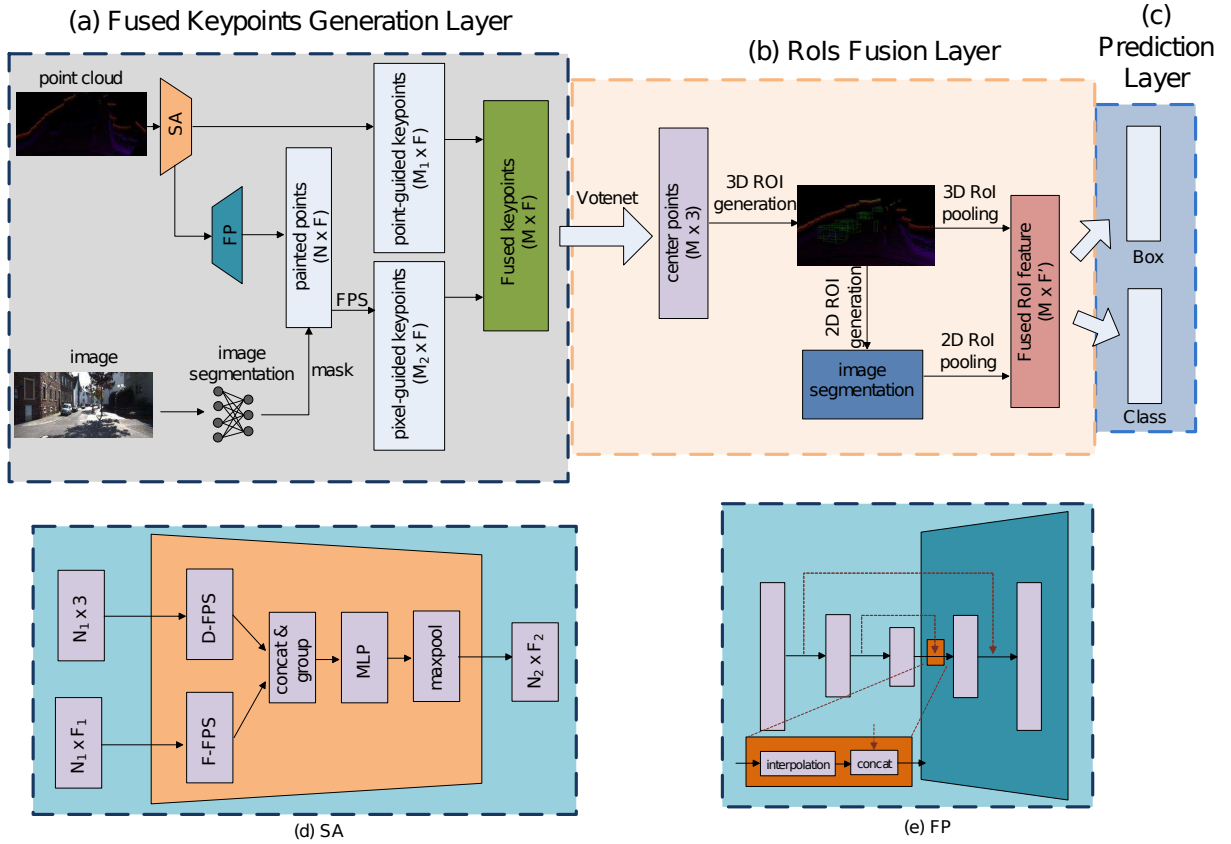 (a) Fused Keypoints Generation Layer
point cloud
SA
FP
painted points
(N x F)
point-guided keypoints
(M₁ x F)
Fused keypoints
(M x F)
FPS
pixel-guided keypoints
(M₂ x F)
image
image
segmentation
mask
Votenet
(b) RoIs Fusion Layer
center points
(M x 3)
3D ROI
generation
3D RoI
pooling
2D ROI
generation
image
segmentation
2D RoI
pooling
Fused RoI feature
(M x F')
(c)
Prediction
Layer
Box
Class
N₁ x 3
N₁ x F₁
D-FPS
F-FPS
concat &
group
MLP
maxpool
N₂ x F₂
(d) SA
interpolation
concat
(e) FP